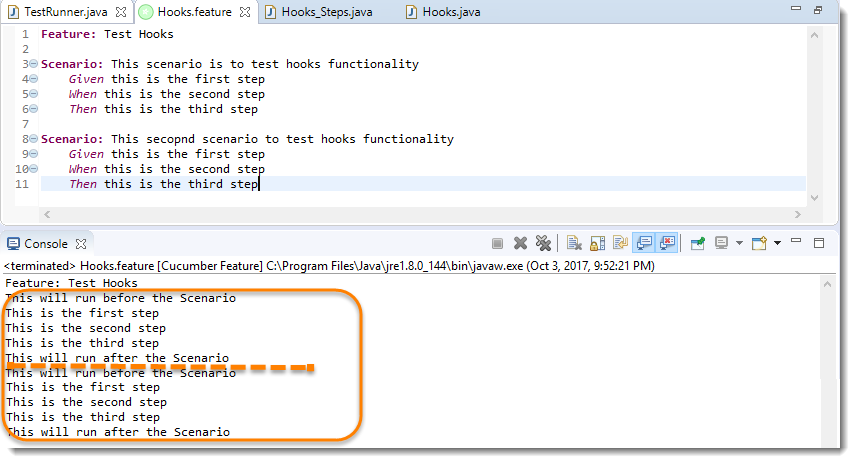 TestRunner.java Hooks.feature Hooks_Steps.java Hooks.java
1 Feature: Test Hooks
2
3 Scenario: This scenario is to test hooks functionality
4 Given this is the first step
5 When this is the second step
6 Then this is the third step
7
8 Scenario: This secopnd scenario to test hooks functionality
9 Given this is the first step
10 When this is the second step
11 Then this is the third step
Console
<terminated> Hooks.feature [Cucumber Feature] C:\Program Files\Java\jre1.8.0_144\bin\javaw.exe (Oct 3, 2017, 9:52:21 PM)
Feature: Test Hooks
This will run before the Scenario
This is the first step
This is the second step
This is the third step
This will run after the Scenario
This will run before the Scenario
This is the first step
This is the second step
This is the third step
This will run after the Scenario